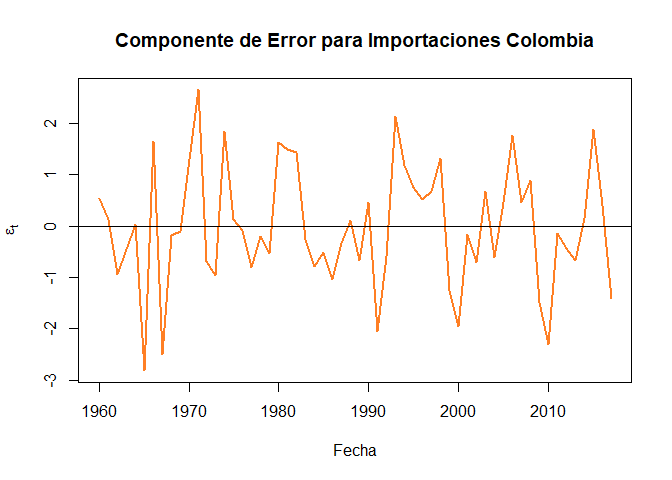 Componente de Error para Importaciones Colombia
2
1
0
-1
-2
-3
εt
1960 1970 1980 1990 2000 2010
Fecha